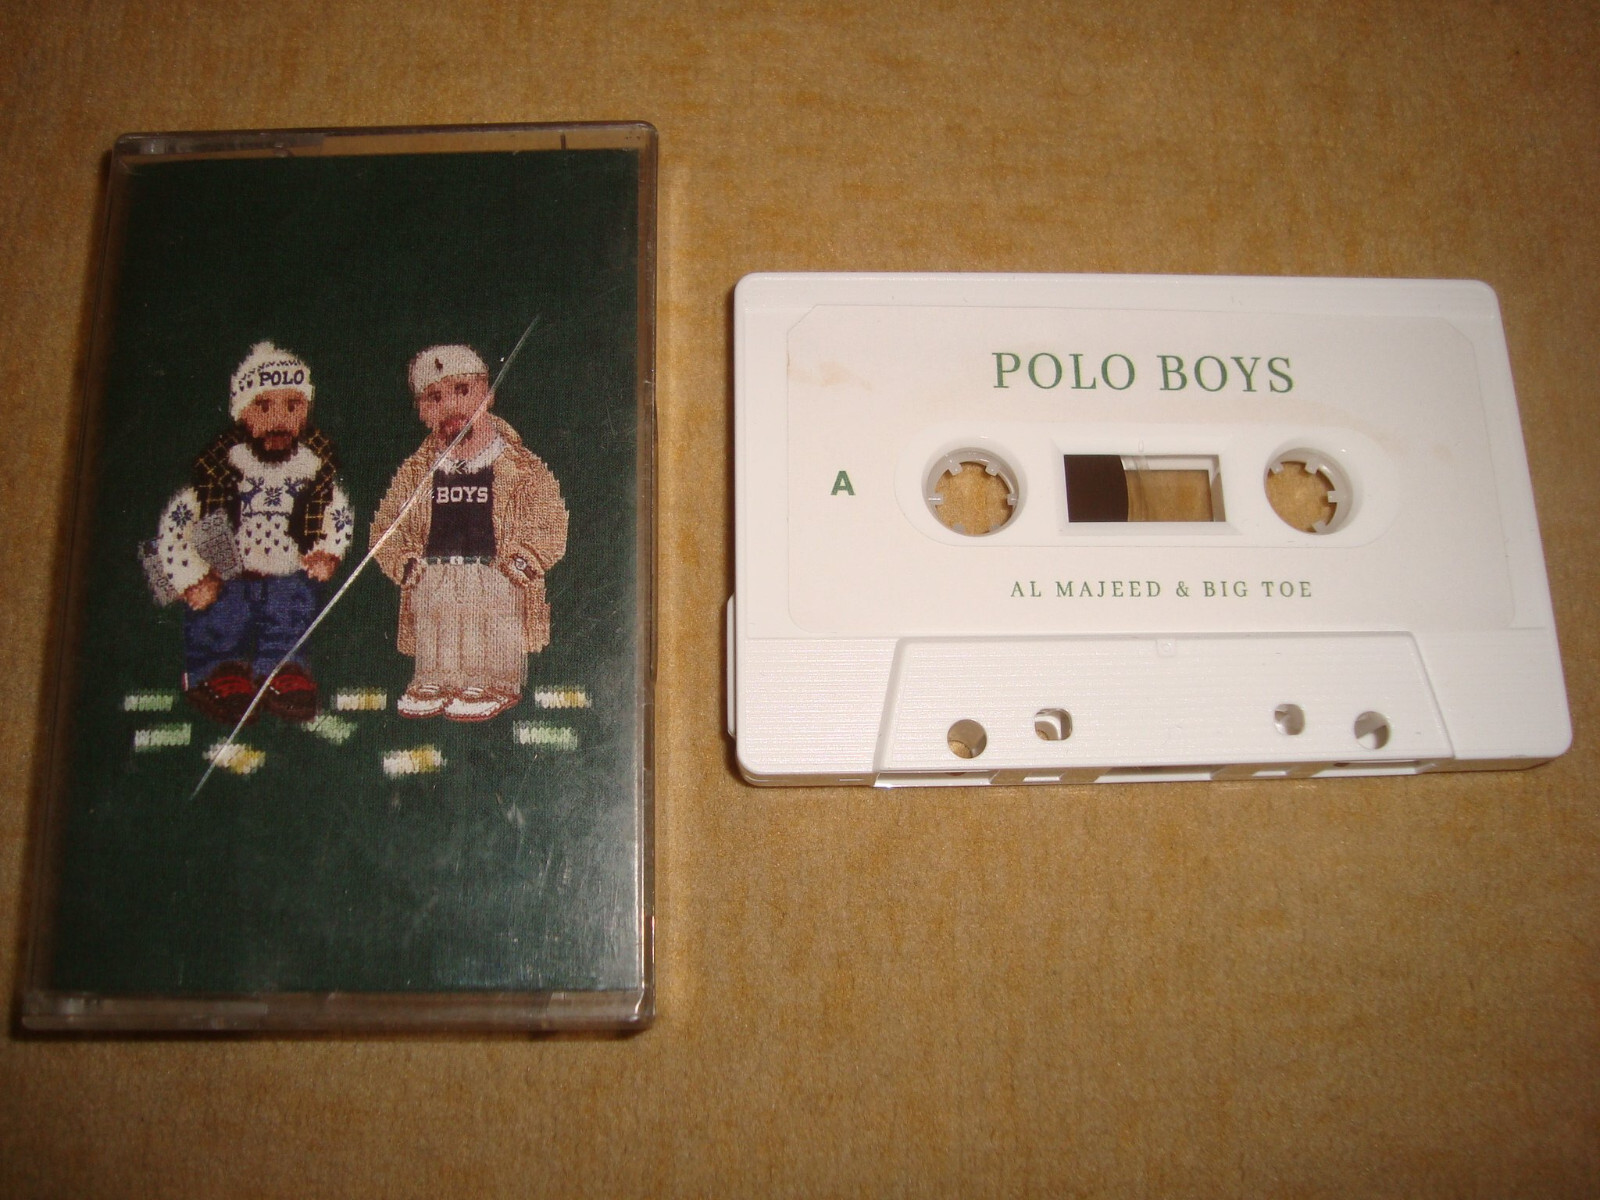 POLO
BOYS
POLO BOYS
A
AL MAJEED & BIG TOE